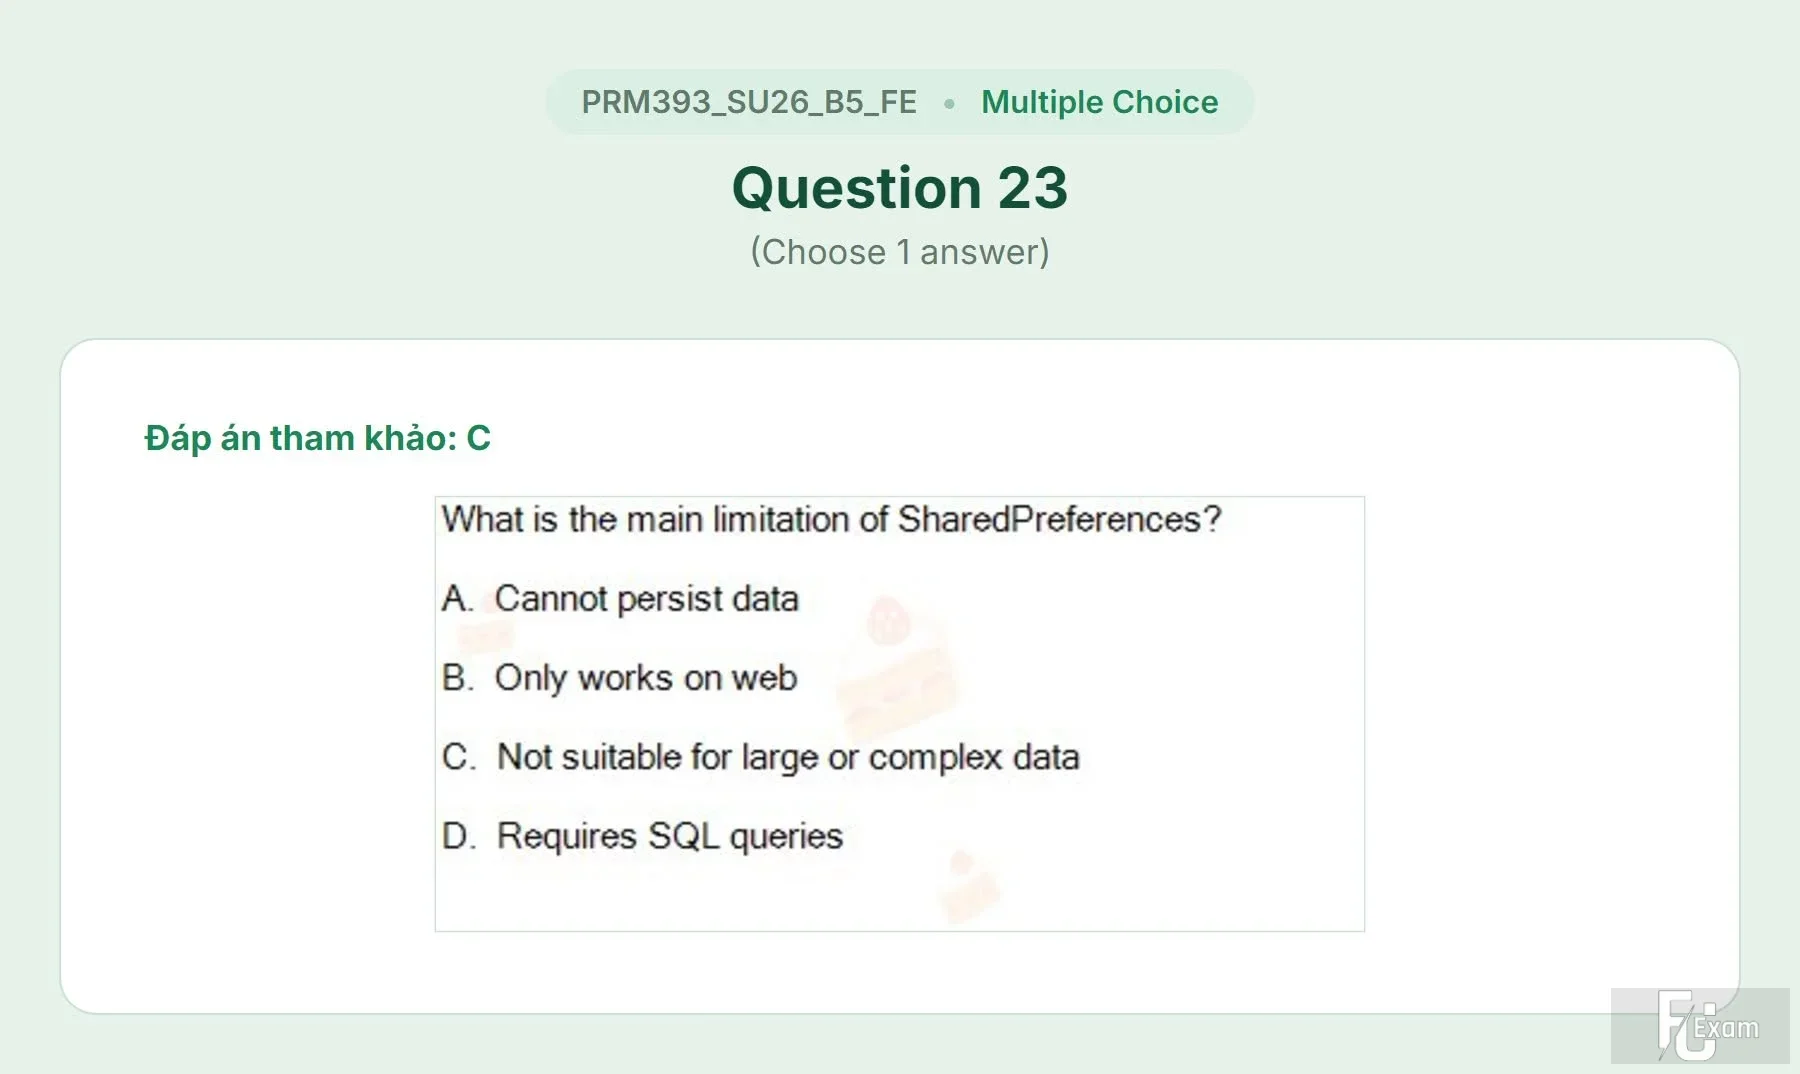 PRM393_SU26_B5_FE • Multiple Choice
Question 23
(Choose 1 answer)
Đáp án tham khảo: C
What is the main limitation of SharedPreferences?
A. Cannot persist data
B. Only works on web
C. Not suitable for large or complex data
D. Requires SQL queries
FU Exam